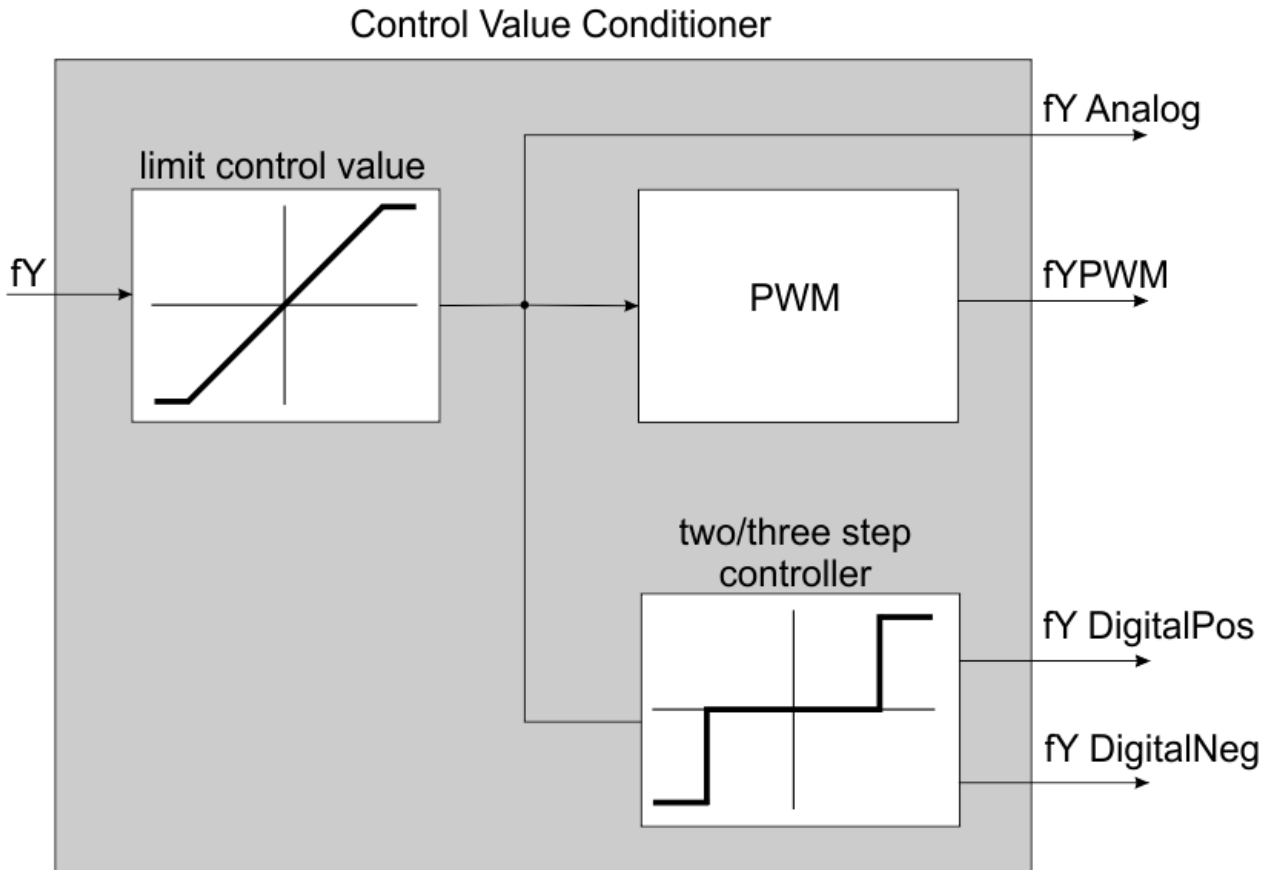 Control Value Conditioner
fY Analog
limit control value
fY
PWM
fYPWM
two/three step
controller
fY DigitalPos
fY DigitalNeg